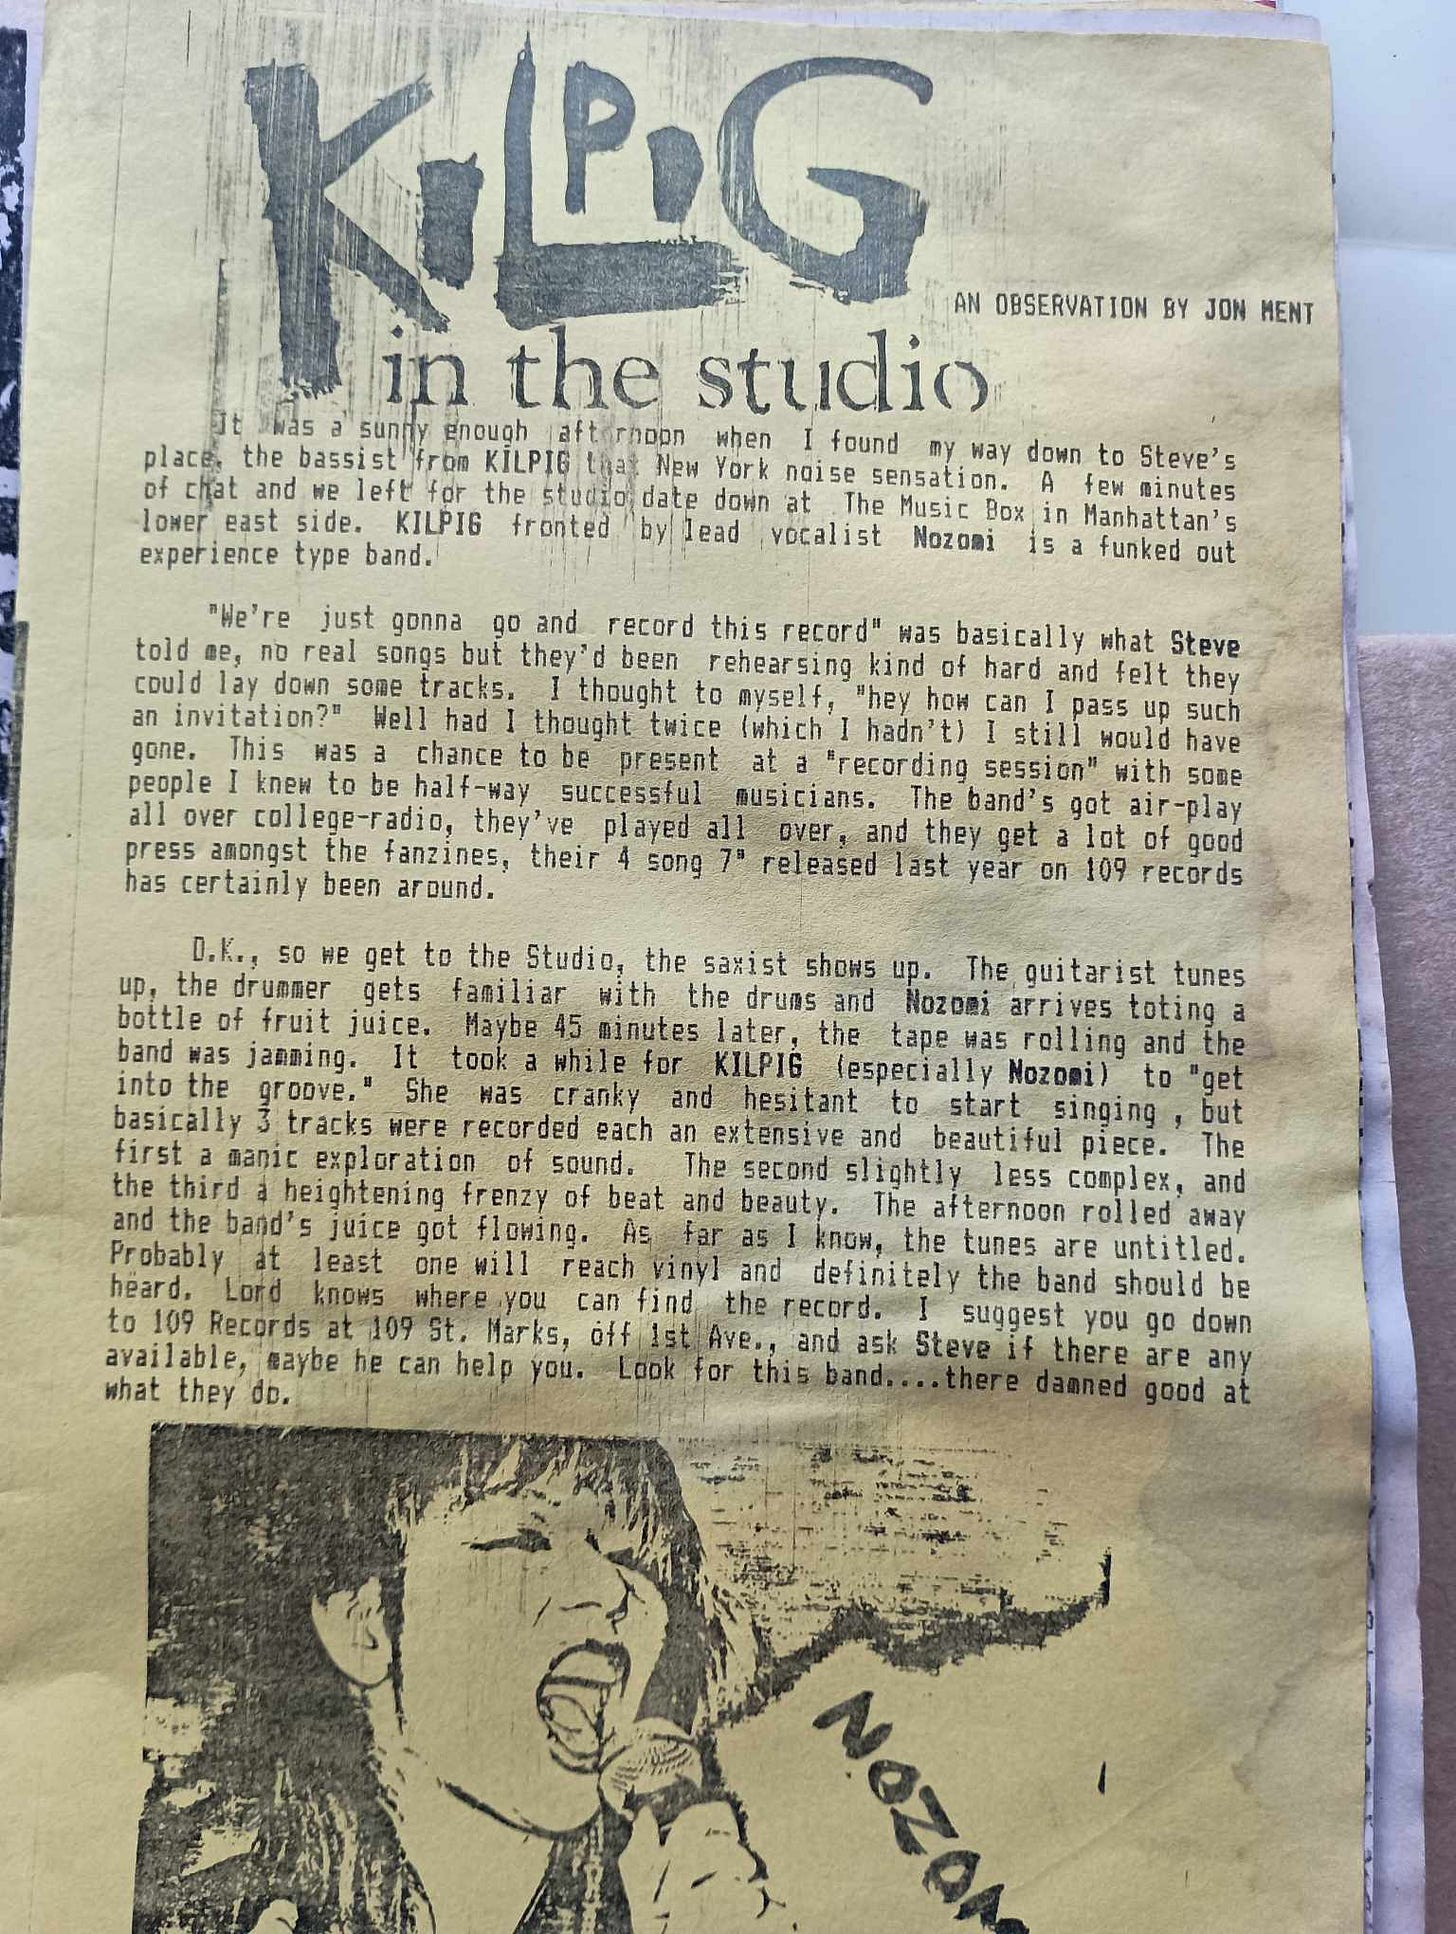 KiLPiG
AN OBSERVATION BY JON MENT
in the studio
It was a sunny enough afternoon when I found my way down to Steve's
place, the bassist from KILPIG that New York noise sensation. A few minutes
of chat and we left for the studio date down at The Music Box in Manhattan's
lower east side. KILPIG fronted by lead vocalist Nozomi is a funked out
experience type band.
"We're just gonna go and record this record" was basically what Steve
told me, no real songs but they'd been rehearsing kind of hard and felt they
could lay down some tracks. I thought to myself, "hey how can I pass up such
an invitation?" Well had I thought twice (which I hadn't) I still would have
gone. This was a chance to be present at a "recording session" with some
people I knew to be half-way successful musicians. The band's got air-play
all over college-radio, they've played all over, and they get a lot of good
press amongst the fanzines, their 4 song 7" released last year on 109 records
has certainly been around.
O.K., so we get to the Studio, the saxist shows up. The guitarist tunes
up, the drummer gets familiar with the drums and Nozomi arrives toting a
bottle of fruit juice. Maybe 45 minutes later, the tape was rolling and the
band was jamming. It took a while for KILPIG (especially Nozomi) to "get
into the groove." She was cranky and hesitant to start singing , but
basically 3 tracks were recorded each an extensive and beautiful piece. The
first a manic exploration of sound. The second slightly less complex, and
the third a heightening frenzy of beat and beauty. The afternoon rolled away
and the band's juice got flowing. As far as I know, the tunes are untitled.
Probably at least one will reach vinyl and definitely the band should be
heard. Lord knows where you can find the record. I suggest you go down
to 109 Records at 109 St. Marks, off 1st Ave., and ask Steve if there are any
available, maybe he can help you. Look for this band....there damned good at
what they do.
NOZOM